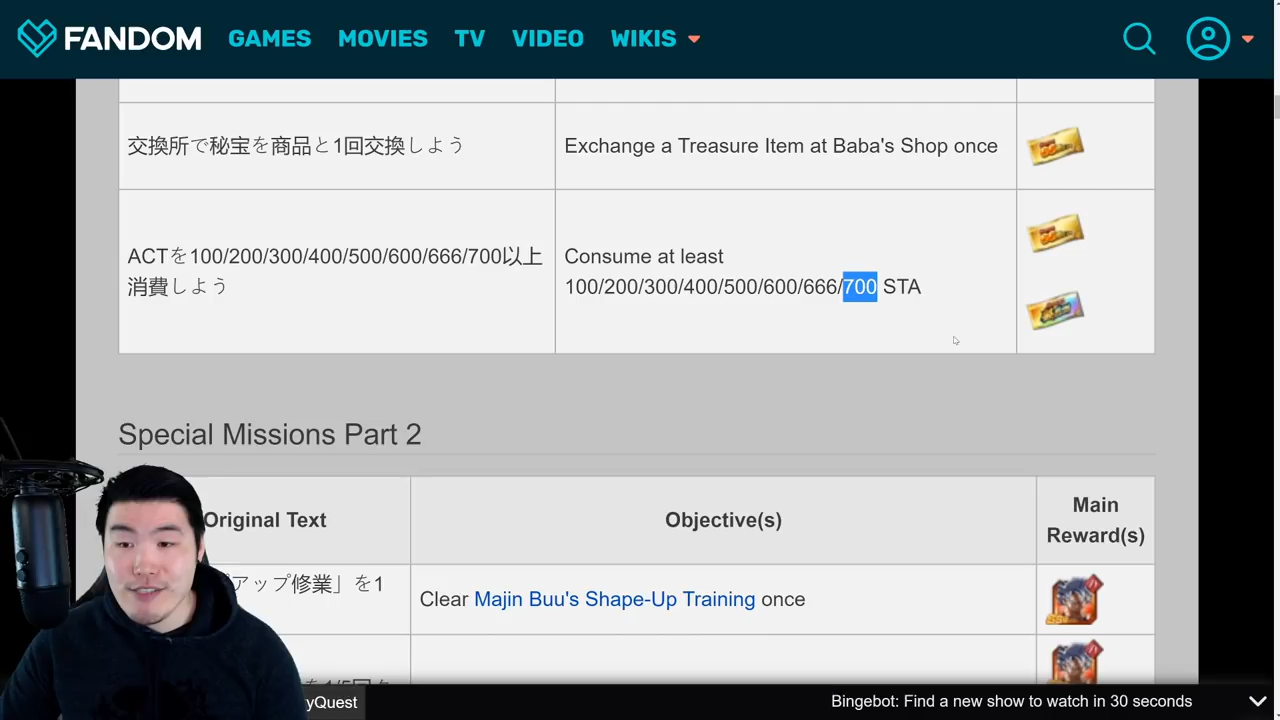 FANDOM GAMES MOVIES TV VIDEO WIKIS
交換所で秘宝を商品と1回交換しよう
Exchange a Treasure Item at Baba's Shop once
ACTを100/200/300/400/500/600/666/700以上
消費しよう
Consume at least
100/200/300/400/500/600/666/700 STA
Special Missions Part 2
Original Text
Objective(s)
Main
Reward(s)
アップ修業」を1
Clear Majin Buu's Shape-Up Training once
yQuest
Bingebot: Find a new show to watch in 30 seconds